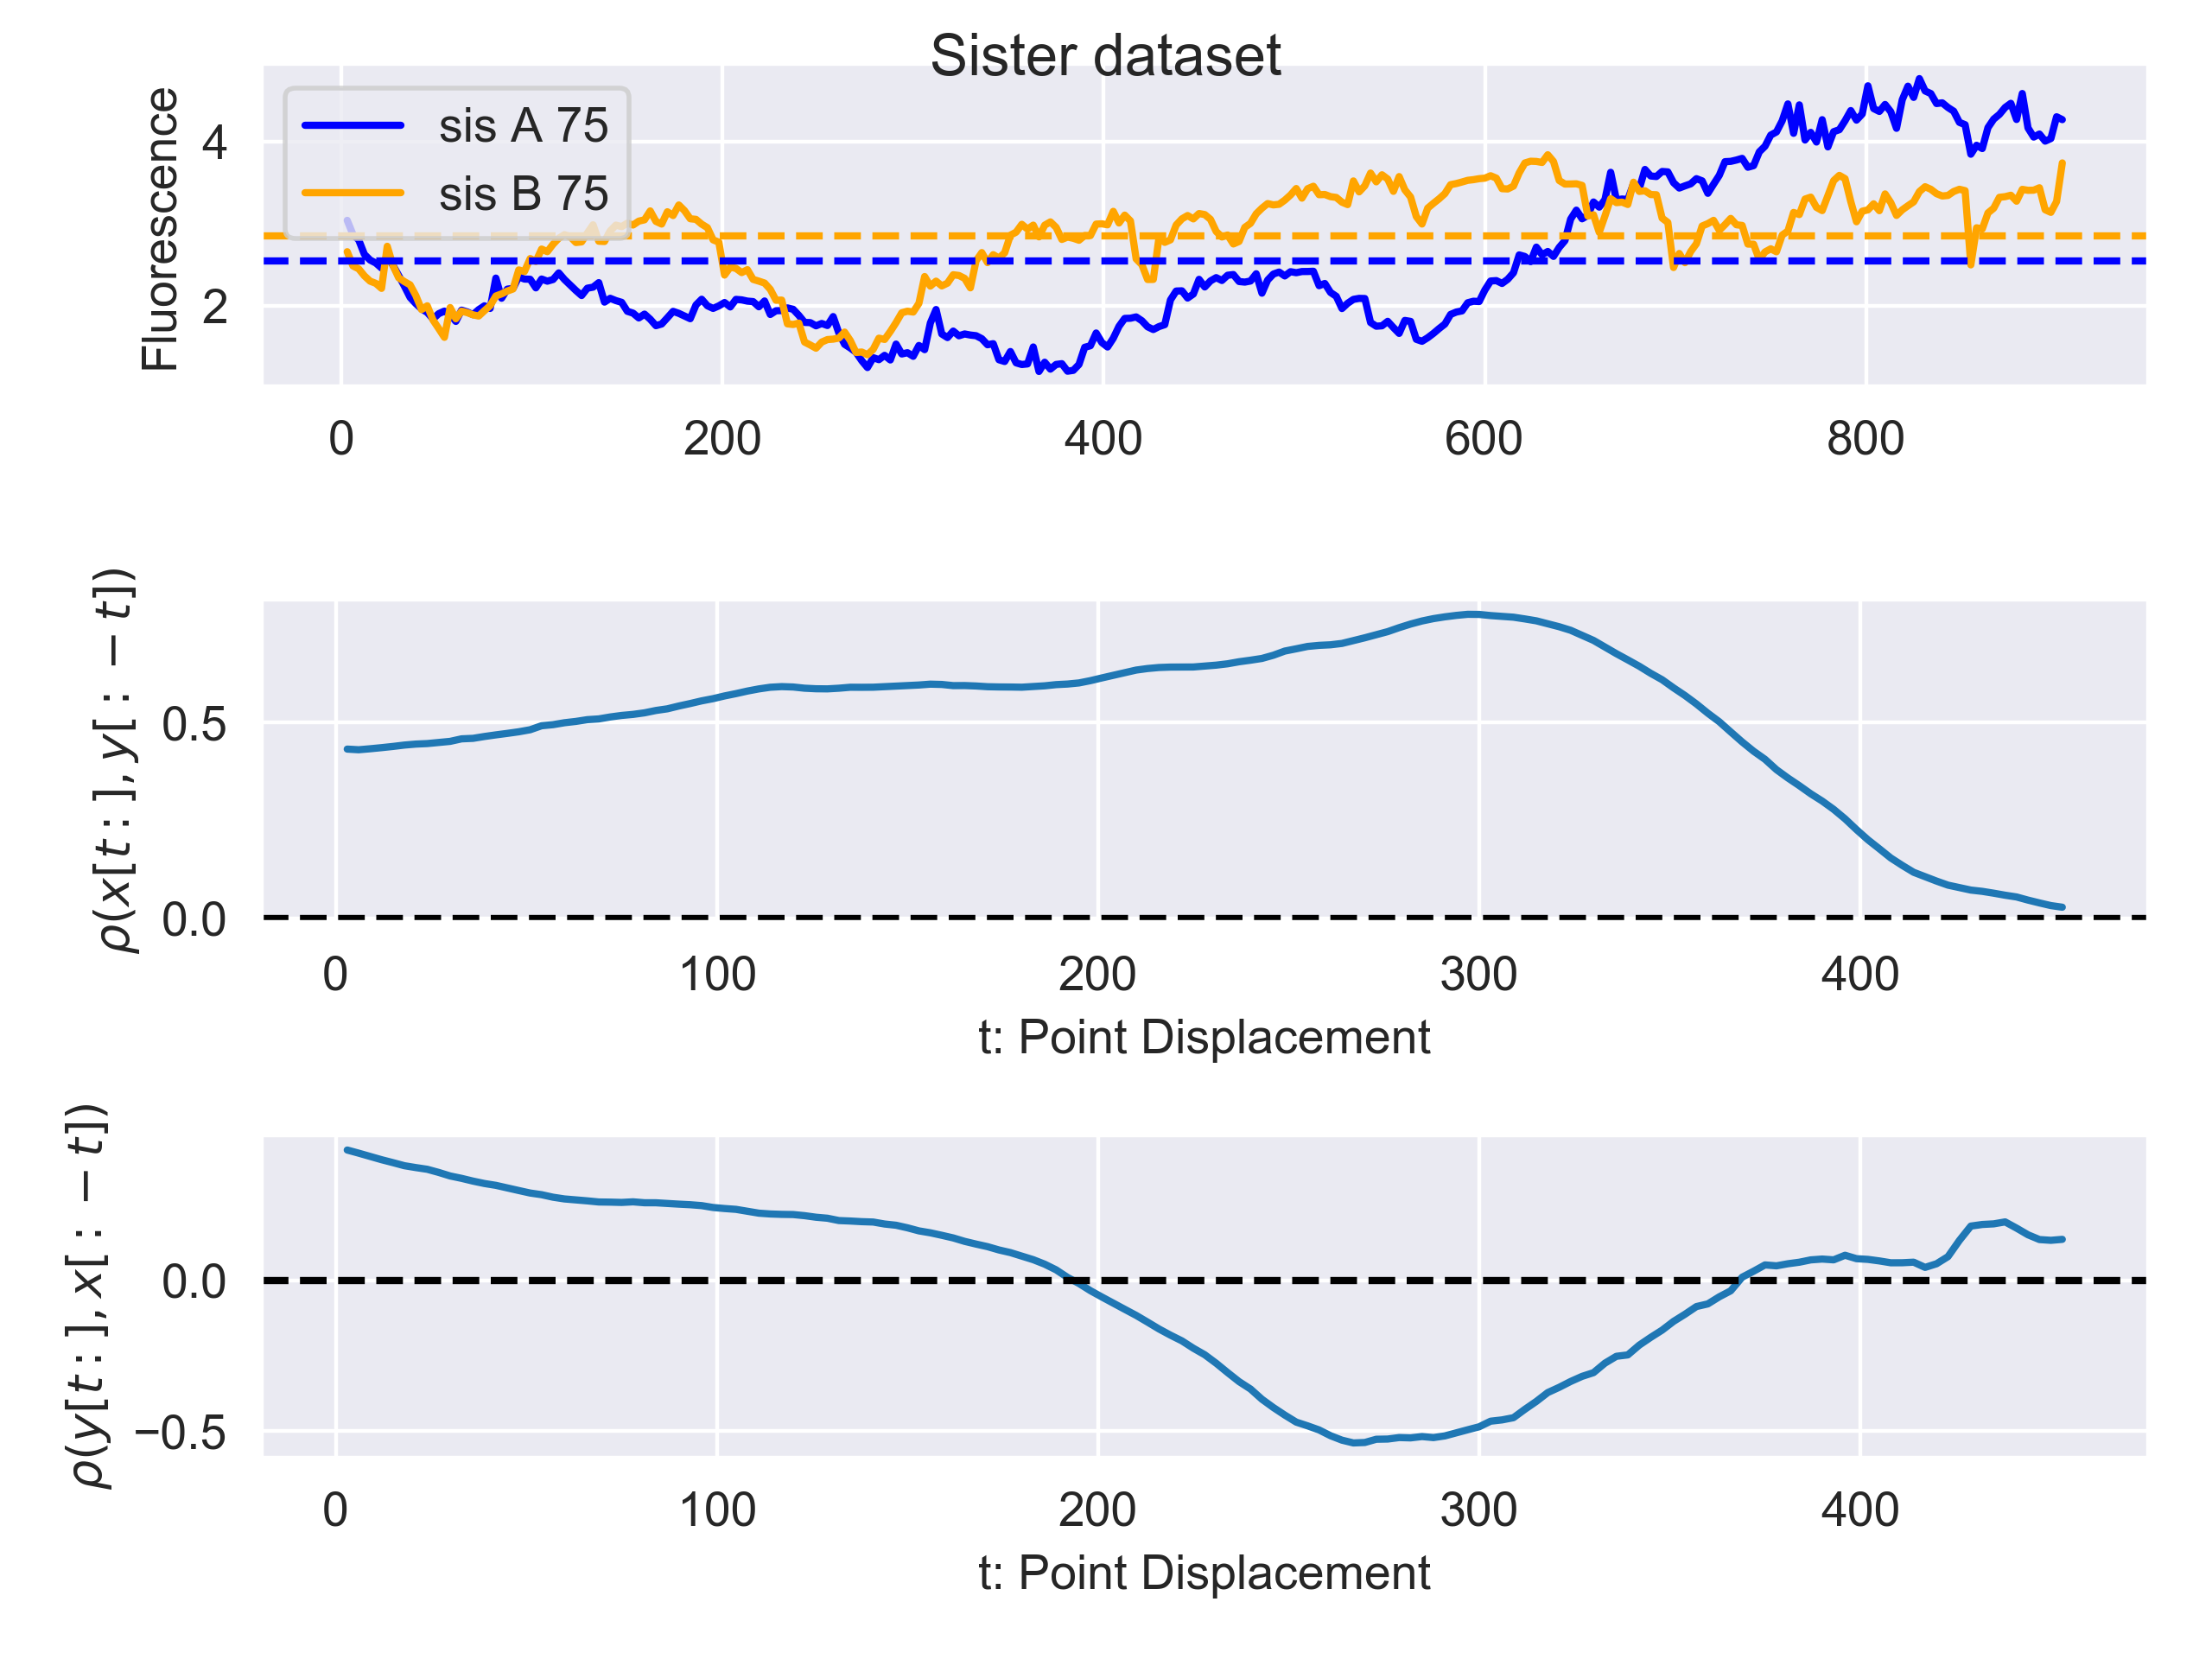 Sister dataset
Fluorescence
4
2
sis A 75
sis B 75
0 200 400 600 800
ρ(x[t:], y[:−t])
0.5
0.0
0 100 200 300 400
t: Point Displacement
ρ(y[t:], x[:−t])
0.0
−0.5
0 100 200 300 400
t: Point Displacement